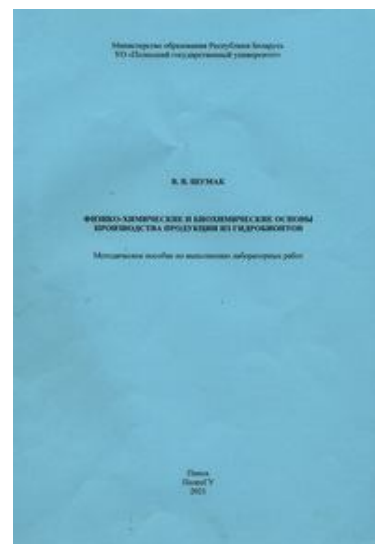 Министерство образования Республики Беларусь
УО «Полесский государственный университет»
В. В. ШУМАК
ФИЗИКО-ХИМИЧЕСКИЕ И БИОХИМИЧЕСКИЕ ОСНОВЫ
ПРОИЗВОДСТВА ПРОДУКЦИИ ИЗ ГИДРОБИОНТОВ
Методическое пособие по выполнению лабораторных работ
Пинск
ПолесГУ
2021